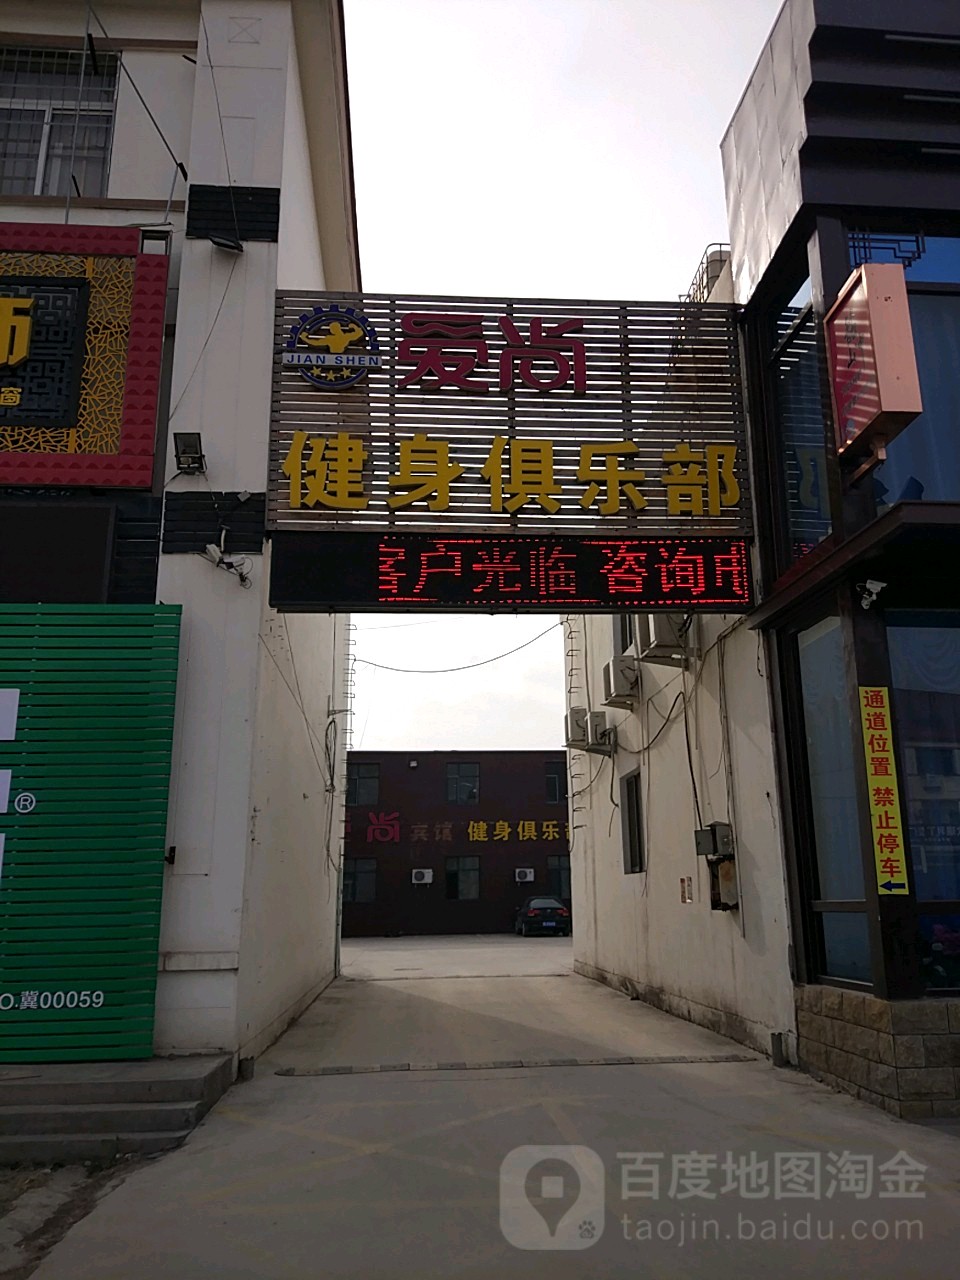 JIAN SHEN
爱尚
健身俱乐部
客户光临 咨询
窗
尚 宾馆 健身俱乐部
通道位置 禁止停车
®
O.冀00059
百度地图淘金
taojin.baidu.com